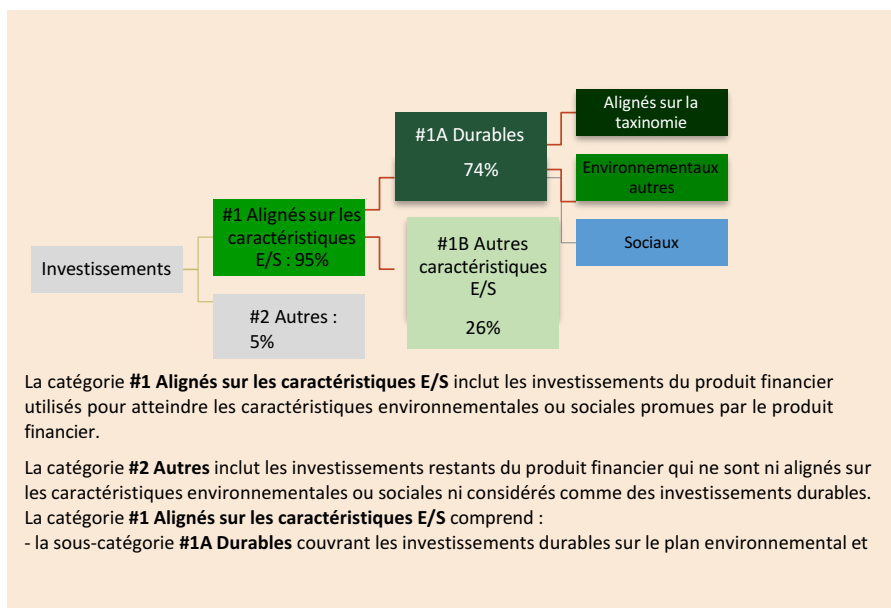 Alignés sur la
taxinomie
#1A Durables
74%
Environnementaux
autres
#1 Alignés sur les
caractéristiques
E/S : 95%
Sociaux
#1B Autres
caractéristiques
E/S
26%
Investissements
#2 Autres :
5%
La catégorie #1 Alignés sur les caractéristiques E/S inclut les investissements du produit financier
utilisés pour atteindre les caractéristiques environnementales ou sociales promues par le produit
financier.
La catégorie #2 Autres inclut les investissements restants du produit financier qui ne sont ni alignés sur
les caractéristiques environnementales ou sociales ni considérés comme des investissements durables.
La catégorie #1 Alignés sur les caractéristiques E/S comprend :
- la sous-catégorie #1A Durables couvrant les investissements durables sur le plan environnemental et